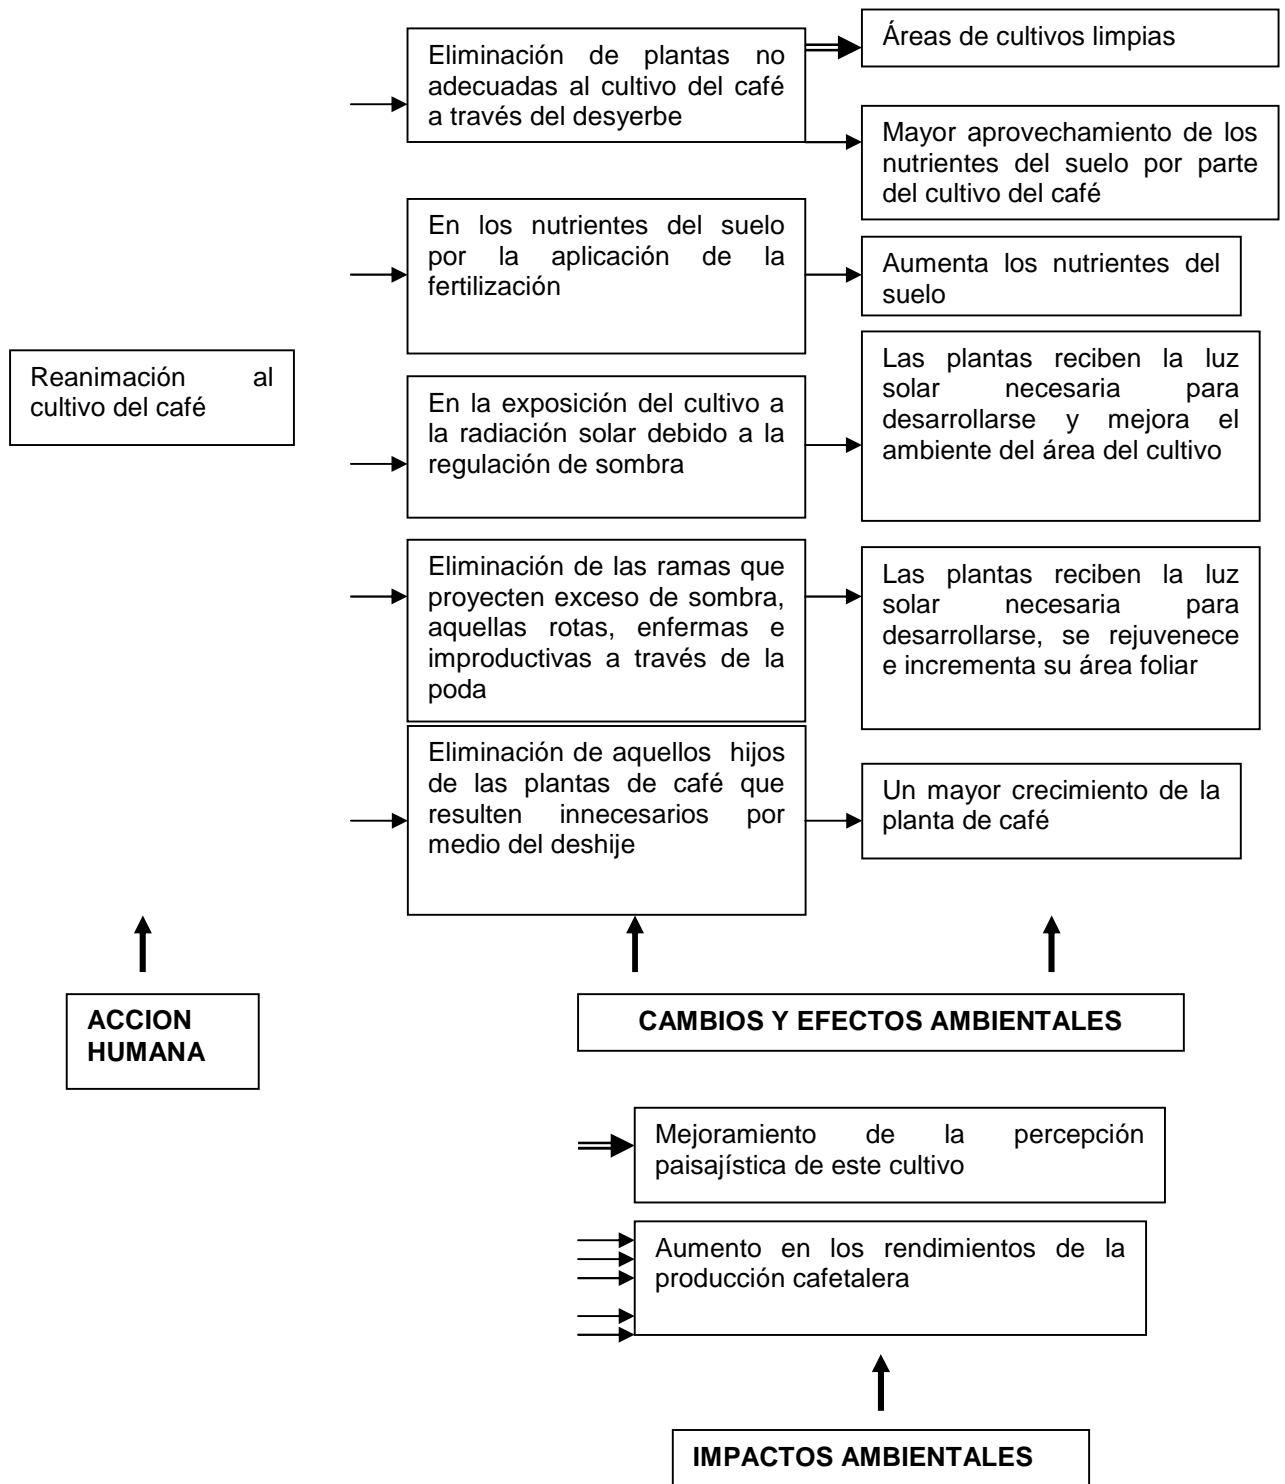 Eliminación de plantas no
adecuadas al cultivo del café
a través del desyerbe
Áreas de cultivos limpias
Mayor aprovechamiento de los
nutrientes del suelo por parte
del cultivo del café
En los nutrientes del suelo
por la aplicación de la
fertilización
Aumenta los nutrientes del
suelo
Reanimación al
cultivo del café
En la exposición del cultivo a
la radiación solar debido a la
regulación de sombra
Las plantas reciben la luz
solar necesaria para
desarrollarse y mejora el
ambiente del área del cultivo
Eliminación de las ramas que
proyecten exceso de sombra,
aquellas rotas, enfermas e
improductivas a través de la
poda
Las plantas reciben la luz
solar necesaria para
desarrollarse, se rejuvenece
e incrementa su área foliar
Eliminación de aquellos hijos
de las plantas de café que
resulten innecesarios por
medio del deshije
Un mayor crecimiento de la
planta de café
ACCION
HUMANA
CAMBIOS Y EFECTOS AMBIENTALES
Mejoramiento de la percepción
paisajística de este cultivo
Aumento en los rendimientos de la
producción cafetalera
IMPACTOS AMBIENTALES